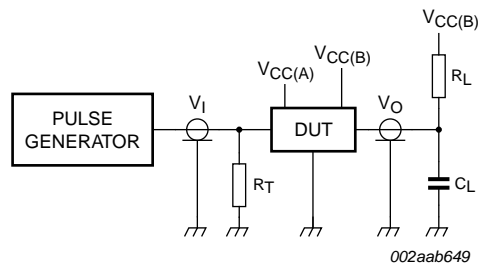 VCC(B)
VCC(A)
VCC(B)
RL
VI
VO
PULSE
GENERATOR
DUT
RT
CL
002aab649